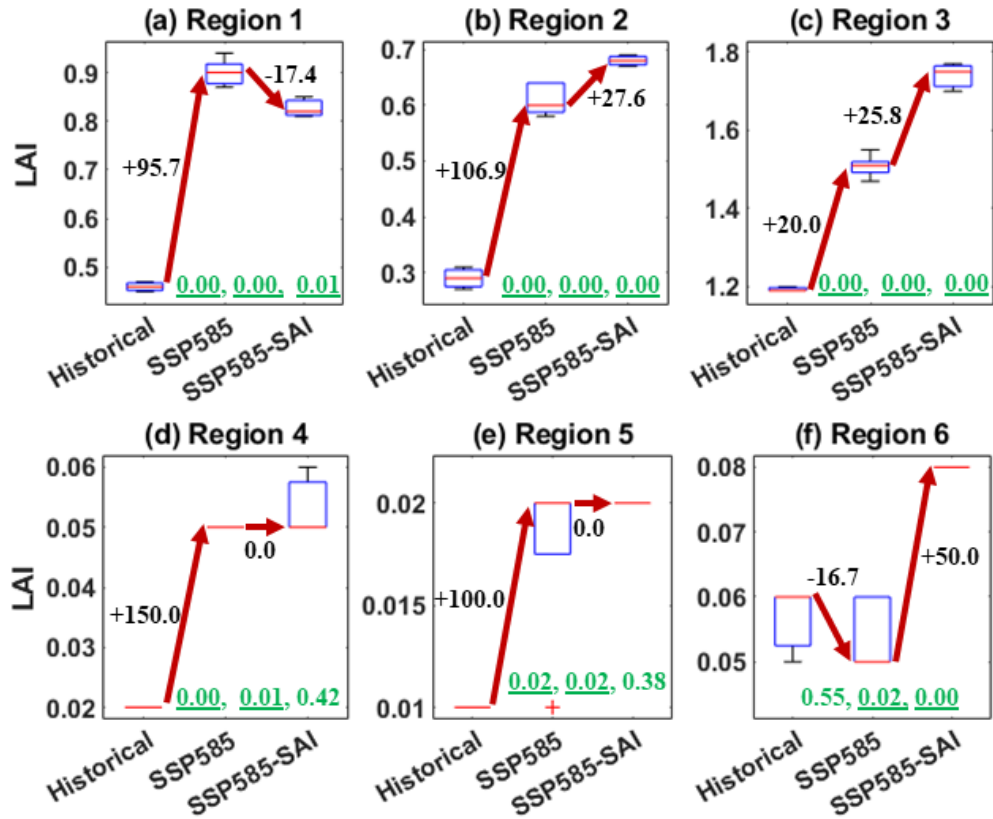 (a) Region 1
LAI
0.9
0.8
0.7
0.6
0.5
+95.7
-17.4
0.00, 0.00, 0.01
Historical
SSP585
SSP585-SAI
(b) Region 2
0.7
0.6
0.5
0.4
0.3
+106.9
+27.6
0.00, 0.00, 0.00
Historical
SSP585
SSP585-SAI
(c) Region 3
1.8
1.6
1.4
1.2
+20.0
+25.8
0.00, 0.00, 0.00
Historical
SSP585
SSP585-SAI
(d) Region 4
LAI
0.06
0.05
0.04
0.03
0.02
+150.0
0.0
0.00, 0.01, 0.42
Historical
SSP585
SSP585-SAI
(e) Region 5
0.02
0.015
0.01
+100.0
0.0
0.02, 0.02, 0.38
Historical
SSP585
SSP585-SAI
(f) Region 6
0.08
0.07
0.06
0.05
-16.7
+50.0
0.55, 0.02, 0.00
Historical
SSP585
SSP585-SAI